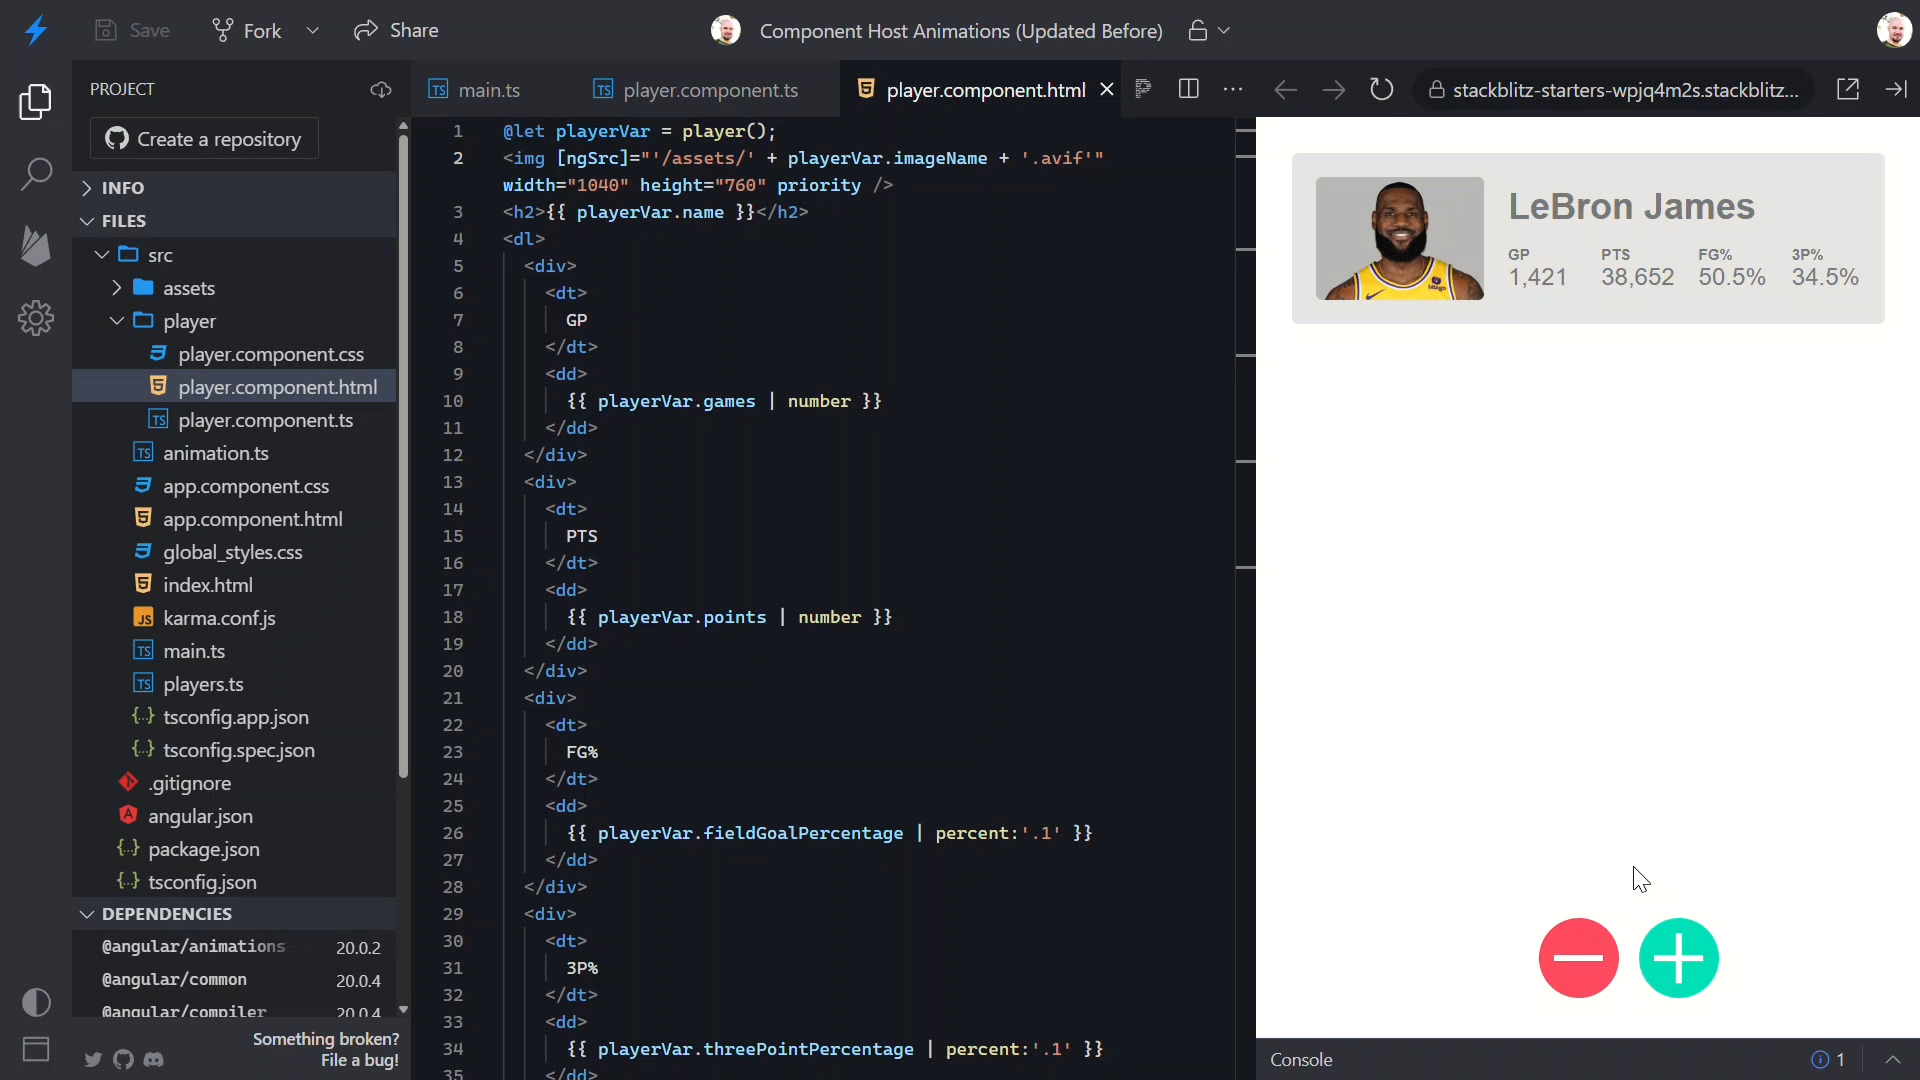 Save
Fork
Share
Component Host Animations (Updated Before)
PROJECT
Create a repository
INFO
FILES
src
assets
player
player.component.css
player.component.html
player.component.ts
animation.ts
app.component.css
app.component.html
global_styles.css
index.html
karma.conf.js
main.ts
players.ts
tsconfig.app.json
tsconfig.spec.json
.gitignore
angular.json
package.json
tsconfig.json
DEPENDENCIES
@angular/animations 20.0.2
@angular/common 20.0.4
@angular/compiler 20.0.4
Something broken?
File a bug!
main.ts
player.component.ts
player.component.html
1 @let playerVar = player();
2 <img [ngSrc]="'/assets/' + playerVar.imageName + '.avif'"
width="1040" height="760" priority />
3 <h2>{{ playerVar.name }}</h2>
4 <dl>
5 <div>
6 <dt>
7 GP
8 </dt>
9 <dd>
10 {{ playerVar.games | number }}
11 </dd>
12 </div>
13 <div>
14 <dt>
15 PTS
16 </dt>
17 <dd>
18 {{ playerVar.points | number }}
19 </dd>
20 </div>
21 <div>
22 <dt>
23 FG%
24 </dt>
25 <dd>
26 {{ playerVar.fieldGoalPercentage | percent:'.1' }}
27 </dd>
28 </div>
29 <div>
30 <dt>
31 3P%
32 </dt>
33 <dd>
34 {{ playerVar.threePointPercentage | percent:'.1' }}
35 </dd>
stackblitz-starters-wpjq4m2s.stackblitz...
LeBron James
GP PTS FG% 3P%
1,421 38,652 50.5% 34.5%
Console
1